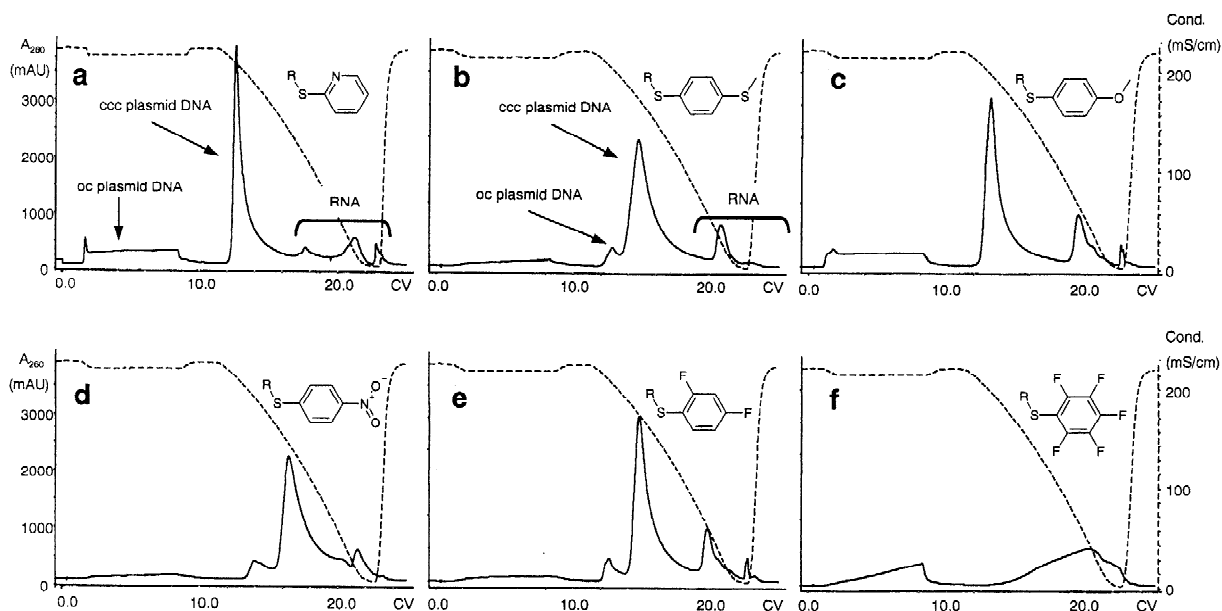 A280
(mAU)
3000
2000
1000
0
a
R
S
N
ccc plasmid DNA
oc plasmid DNA
RNA
0.0 10.0 20.0 CV
b
R
S
S
ccc plasmid DNA
oc plasmid DNA
RNA
0.0 10.0 20.0 CV
c
R
S
O
Cond.
(mS/cm)
200
100
0
0.0 10.0 20.0 CV
A260
(mAU)
3000
2000
1000
0
d
R
S
N
O
-
O
0.0 10.0 20.0 CV
e
R
S
F
F
0.0 10.0 20.0 CV
f
R
S
F
F
F
F
F
Cond.
(mS/cm)
200
100
0
0.0 10.0 20.0 CV